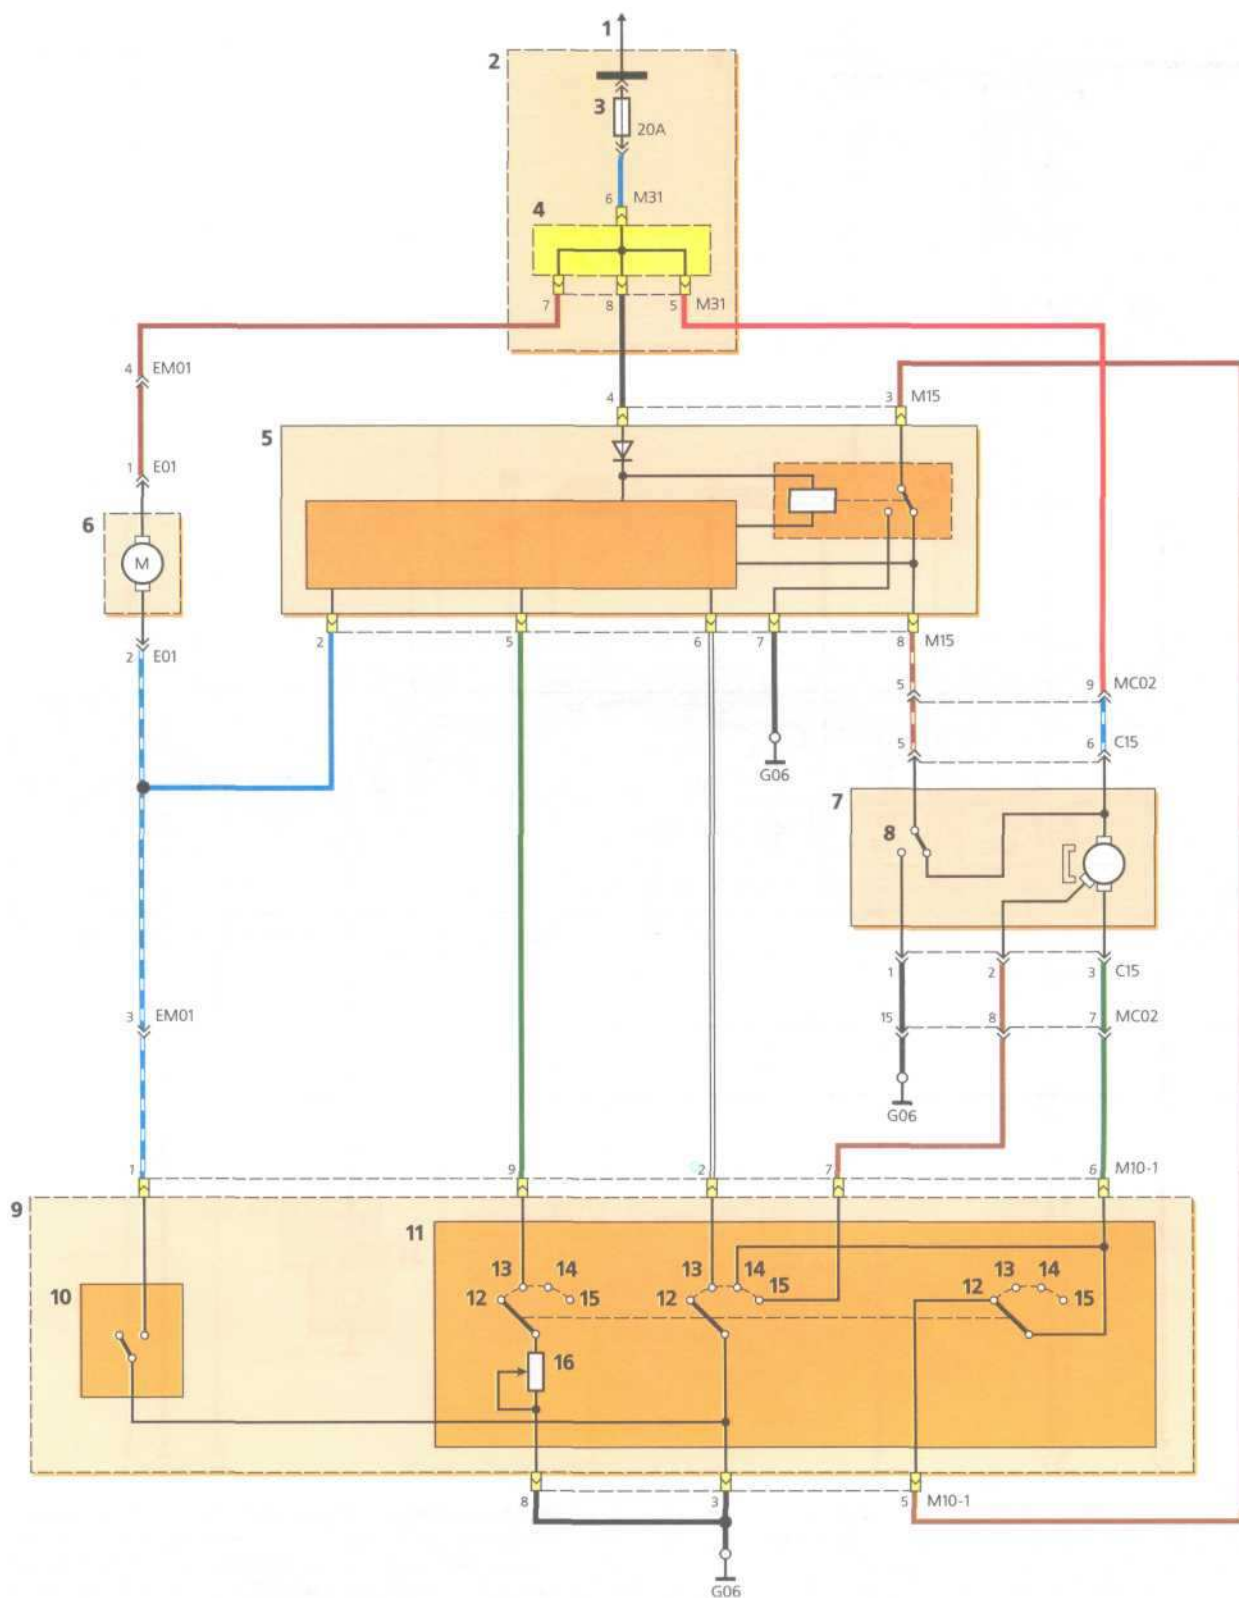 1
2
3
20A
6 M31
4
7 8 5 M31
4 EM01
4 3 M15
5
1 E01
6
M
2 E01
2 5 6 7 8 M15
5 9 MC02
5 6 C15
G06
7
8
1 2 3 C15
3 EM01
15 8 7 MC02
G06
1 9 2 7 6 M10-1
9
11
13 14 13 14 13 14
10 12 15 12 15 12 15
16
8 3 5 M10-1
G06